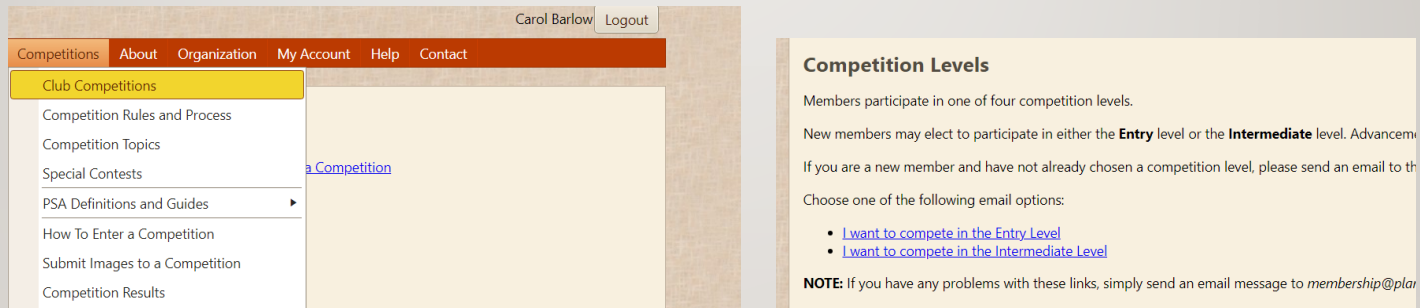 Carol Barlow Logout
Competitions About Organization My Account Help Contact
Club Competitions
Competition Rules and Process
Competition Topics
a Competition
Special Contests
PSA Definitions and Guides
How To Enter a Competition
Submit Images to a Competition
Competition Results
Competition Levels
Members participate in one of four competition levels.
New members may elect to participate in either the Entry level or the Intermediate level.
If you are a new member and have not already chosen a competition level, please send an email to
Choose one of the following email options:
I want to compete in the Entry Level
I want to compete in the Intermediate Level
NOTE: If you have any problems with these links, simply send an email message to